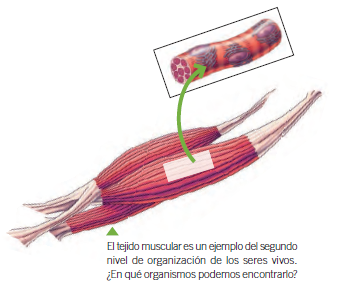 El tejido muscular es un ejemplo del segundo
nivel de organización de los seres vivos.
¿En qué organismos podemos encontrarlo?